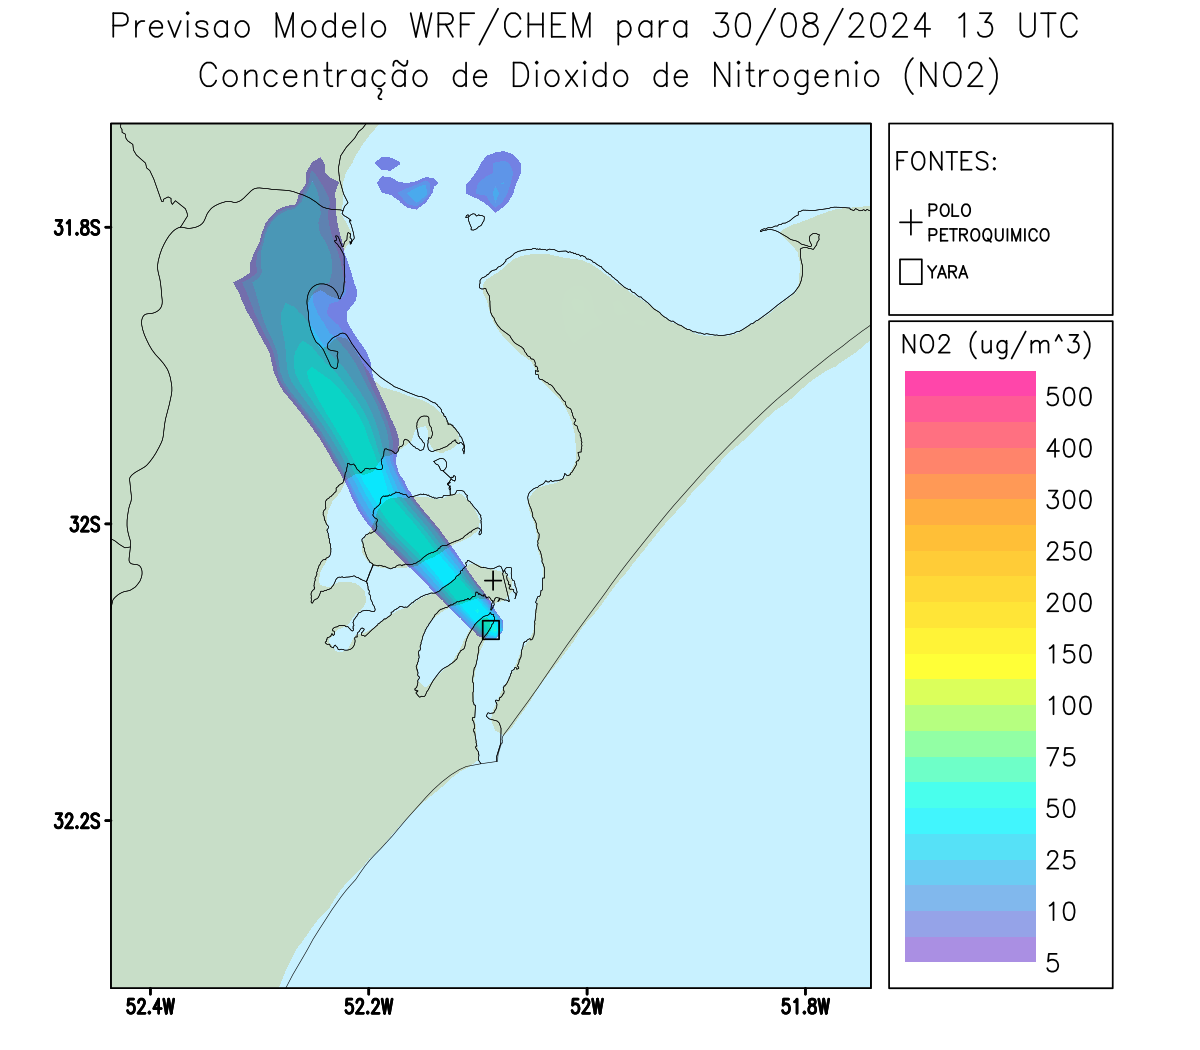 Previsao Modelo WRF/CHEM para 30/08/2024 13 UTC
Concentração de Dioxido de Nitrogenio (NO2)
FONTES:
POLO
PETROQUIMICO
YARA
31.8S
32S
32.2S
52.4W
52.2W
52W
51.8W
NO2 (ug/m^3)
500
400
300
250
200
150
100
75
50
25
10
5